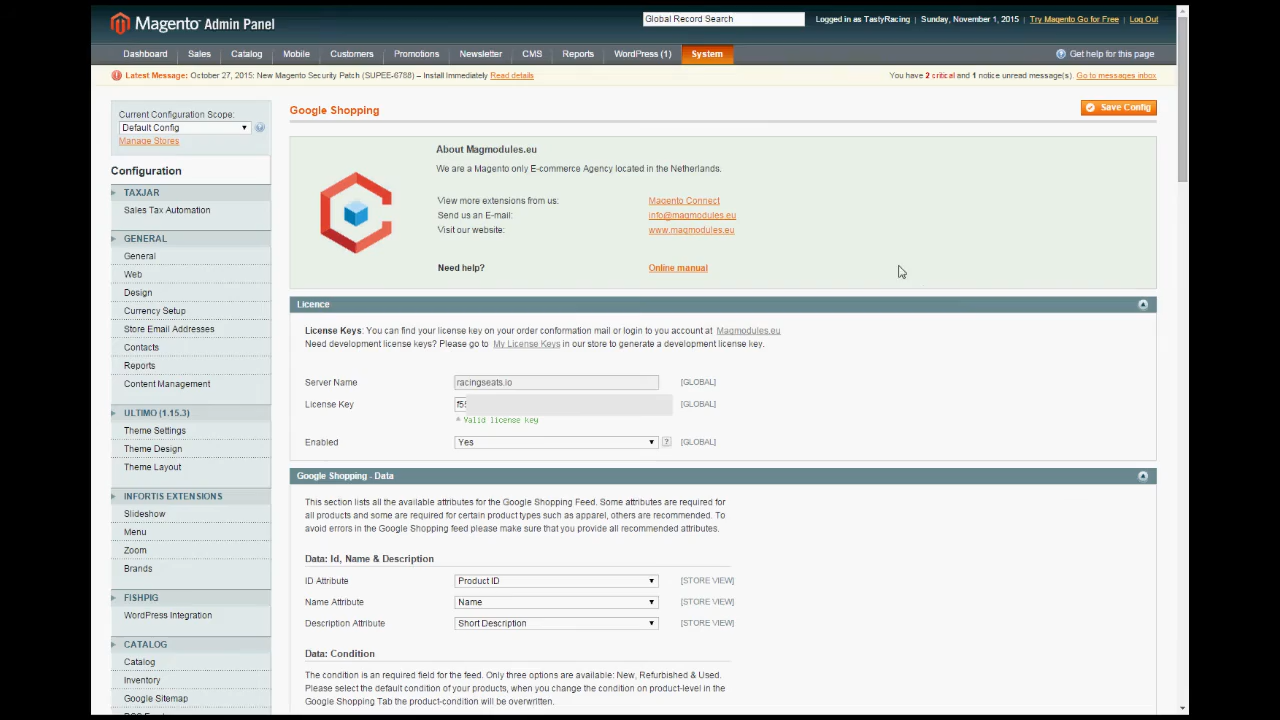 Magento Admin Panel
Global Record Search
Logged in as TastyRacing
Sunday, November 1, 2015
Try Magento Go for Free
Log Out
Dashboard Sales Catalog Mobile Customers Promotions Newsletter CMS Reports WordPress (1) System
Get help for this page
Latest Message: October 27, 2015: New Magento Security Patch (SUPEE-6788) – Install Immediately Read details
You have 2 critical and 1 notice unread message(s). Go to messages inbox
Current Configuration Scope:
Default Config
Manage Stores
Configuration
TAXJAR
Sales Tax Automation
GENERAL
General
Web
Design
Currency Setup
Store Email Addresses
Contacts
Reports
Content Management
ULTIMO (1.15.3)
Theme Settings
Theme Design
Theme Layout
INFORTIS EXTENSIONS
Slideshow
Menu
Zoom
Brands
FISHPIG
WordPress Integration
CATALOG
Catalog
Inventory
Google Sitemap
Google Shopping
Save Config
About Magmodules.eu
We are a Magento only E-commerce Agency located in the Netherlands.
View more extensions from us: Magento Connect
Send us an E-mail: info@magmodules.eu
Visit our website: www.magmodules.eu
Need help? Online manual
Licence
License Keys: You can find your license key on your order conformation mail or login to you account at Magmodules.eu
Need development license keys? Please go to My License Keys in our store to generate a development license key.
Server Name racingseats.io [GLOBAL]
License Key [GLOBAL]
Valid license key
Enabled Yes ? [GLOBAL]
Google Shopping - Data
This section lists all the available attributes for the Google Shopping Feed. Some attributes are required for
all products and some are required for certain product types such as apparel, others are recommended. To
avoid errors in the Google Shopping feed please make sure that you provide all recommended attributes.
Data: Id, Name & Description
ID Attribute Product ID [STORE VIEW]
Name Attribute Name [STORE VIEW]
Description Attribute Short Description [STORE VIEW]
Data: Condition
The condition is an required field for the feed. Only three options are available: New, Refurbished & Used.
Please select the default condition of your products, when you change the condition on product-level in the
Google Shopping Tab the product-condition will be overwritten.